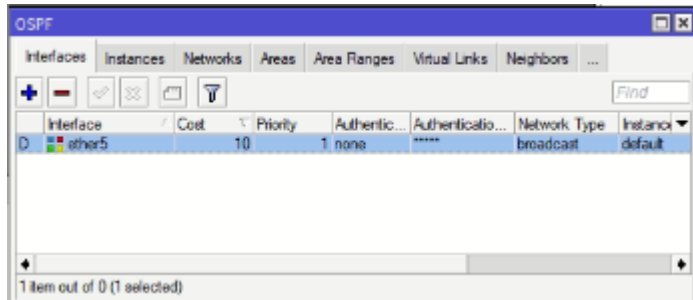 OSPF
Interfaces Instances Networks Areas Area Ranges Virtual Links Neighbors ...
Find
Interface Cost Priority Authentic... Authenticatio... Network Type Instanc
D ether5 10 1 none ***** broadcast default
1 item out of 0 (1 selected)